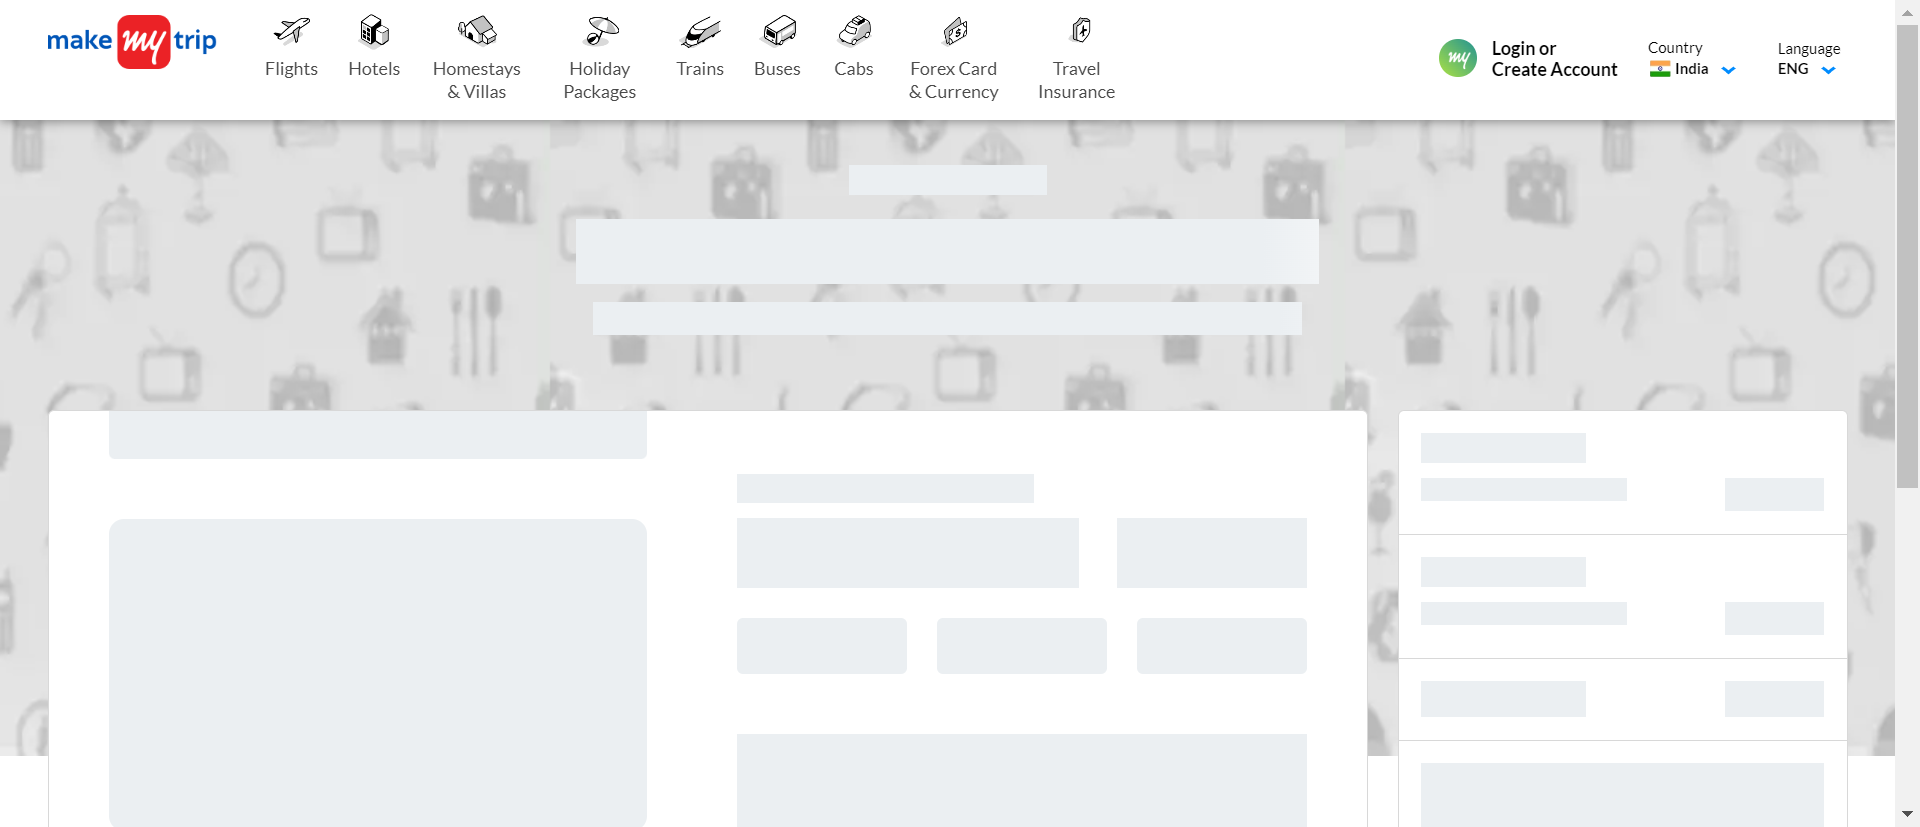 make my trip
Flights
Hotels
Homestays
& Villas
Holiday
Packages
Trains
Buses
Cabs
Forex Card
& Currency
Travel
Insurance
my
Login or
Create Account
Country
India
Language
ENG